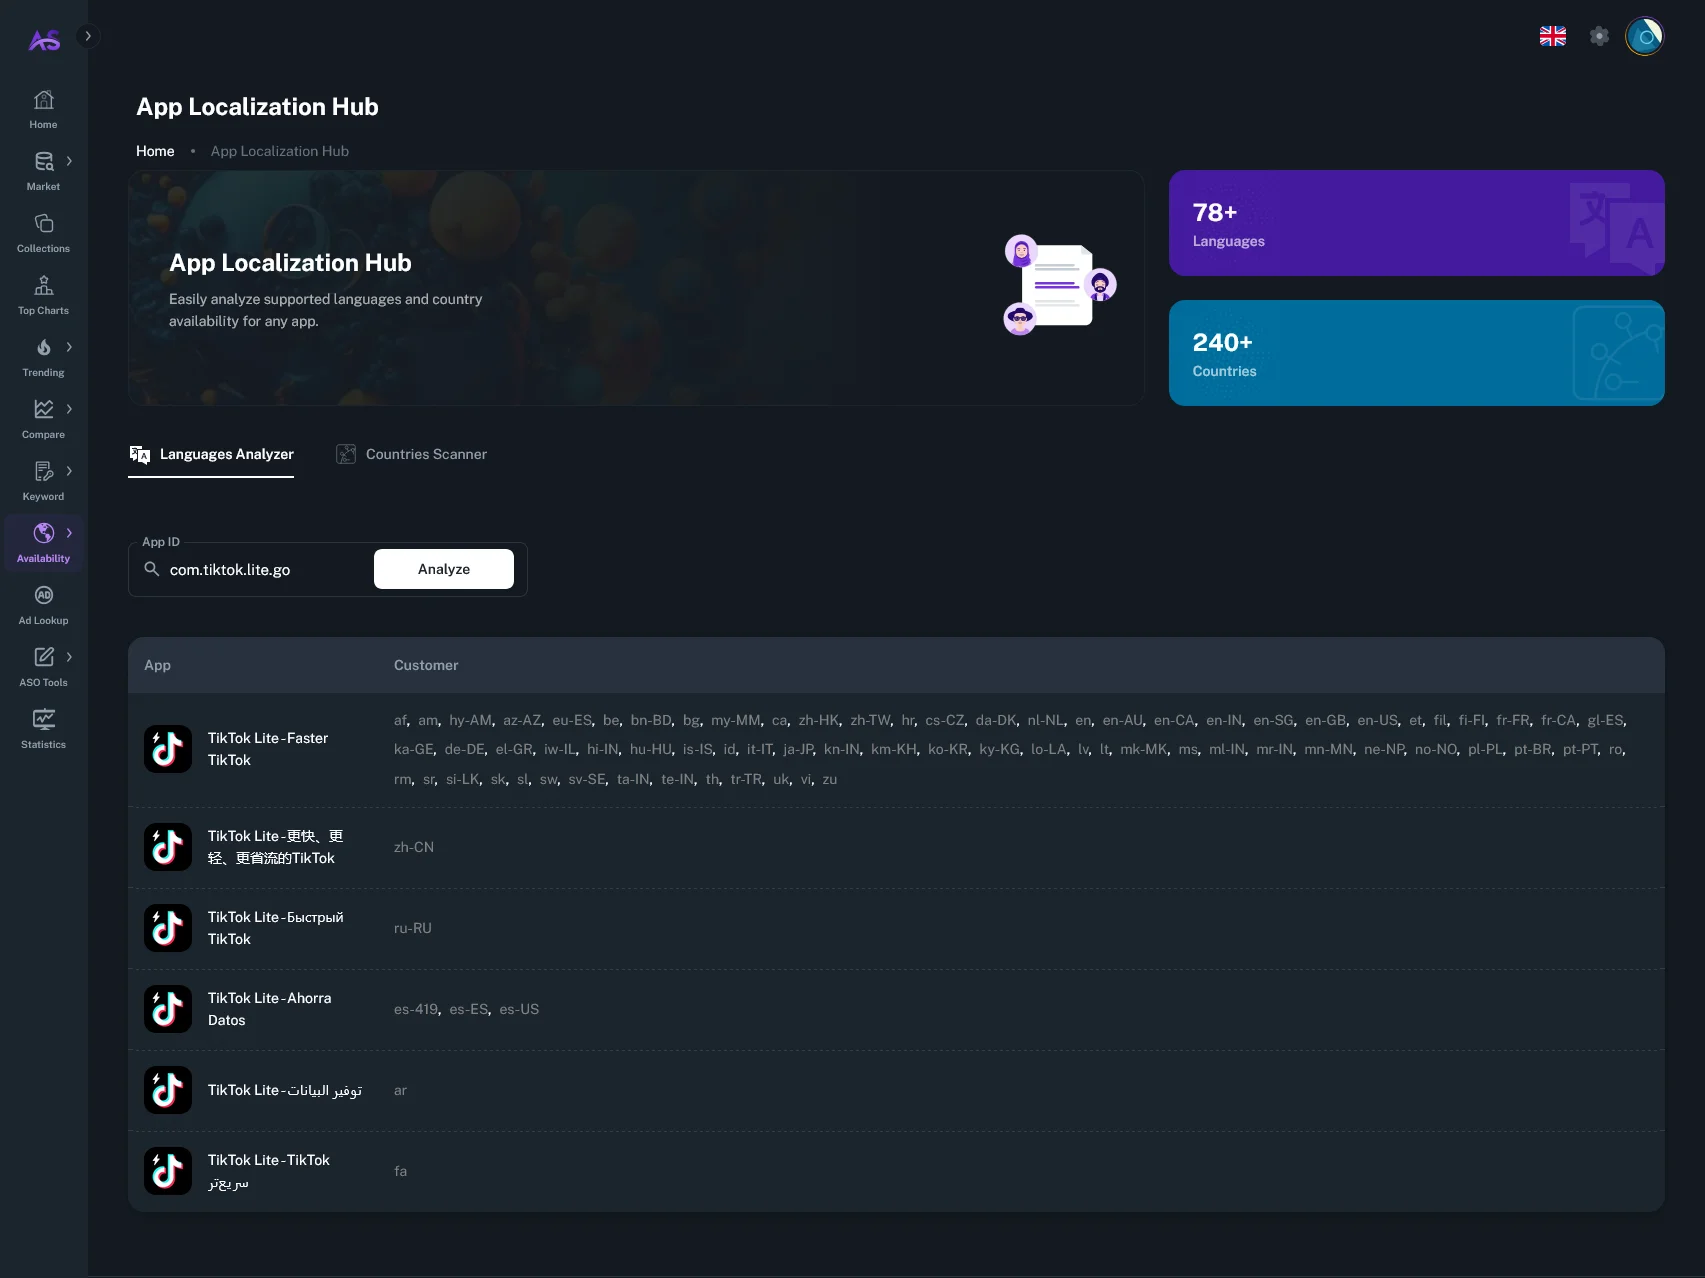 AS
Home
Market
Collections
Top Charts
Trending
Compare
Keyword
Availability
AD
Ad Lookup
ASO Tools
Statistics
App Localization Hub
Home • App Localization Hub
App Localization Hub
Easily analyze supported languages and country
availability for any app.
78+
Languages
文 A
240+
Countries
Languages Analyzer
Countries Scanner
App ID
com.tiktok.lite.go
Analyze
App Customer
TikTok Lite - Faster
TikTok
af, am, hy-AM, az-AZ, eu-ES, be, bn-BD, bg, my-MM, ca, zh-HK, zh-TW, hr, cs-CZ, da-DK, nl-NL, en, en-AU, en-CA, en-IN, en-SG, en-GB, en-US, et, fil, fi-FI, fr-FR, fr-CA, gl-ES,
ka-GE, de-DE, el-GR, iw-IL, hi-IN, hu-HU, is-IS, id, it-IT, ja-JP, kn-IN, km-KH, ko-KR, ky-KG, lo-LA, lv, lt, mk-MK, ms, ml-IN, mr-IN, mn-MN, ne-NP, no-NO, pl-PL, pt-BR, pt-PT, ro,
rm, sr, si-LK, sk, sl, sw, sv-SE, ta-IN, te-IN, th, tr-TR, uk, vi, zu
TikTok Lite - 更快、更
轻、更省流的TikTok
zh-CN
TikTok Lite - Быстрый
TikTok
ru-RU
TikTok Lite - Ahorra
Datos
es-419, es-ES, es-US
TikTok Lite - توفير البيانات
ar
TikTok Lite - TikTok
سریع‌تر
fa